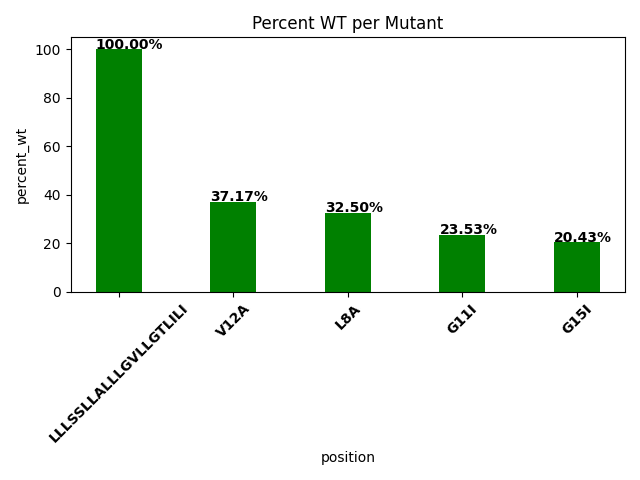 Percent WT per Mutant
percent_wt
100
80
60
40
20
0
100.00%
37.17%
32.50%
23.53%
20.43%
LLLSSLLALLLGVLLGTLILI
V12A
L8A
G11I
G15I
position